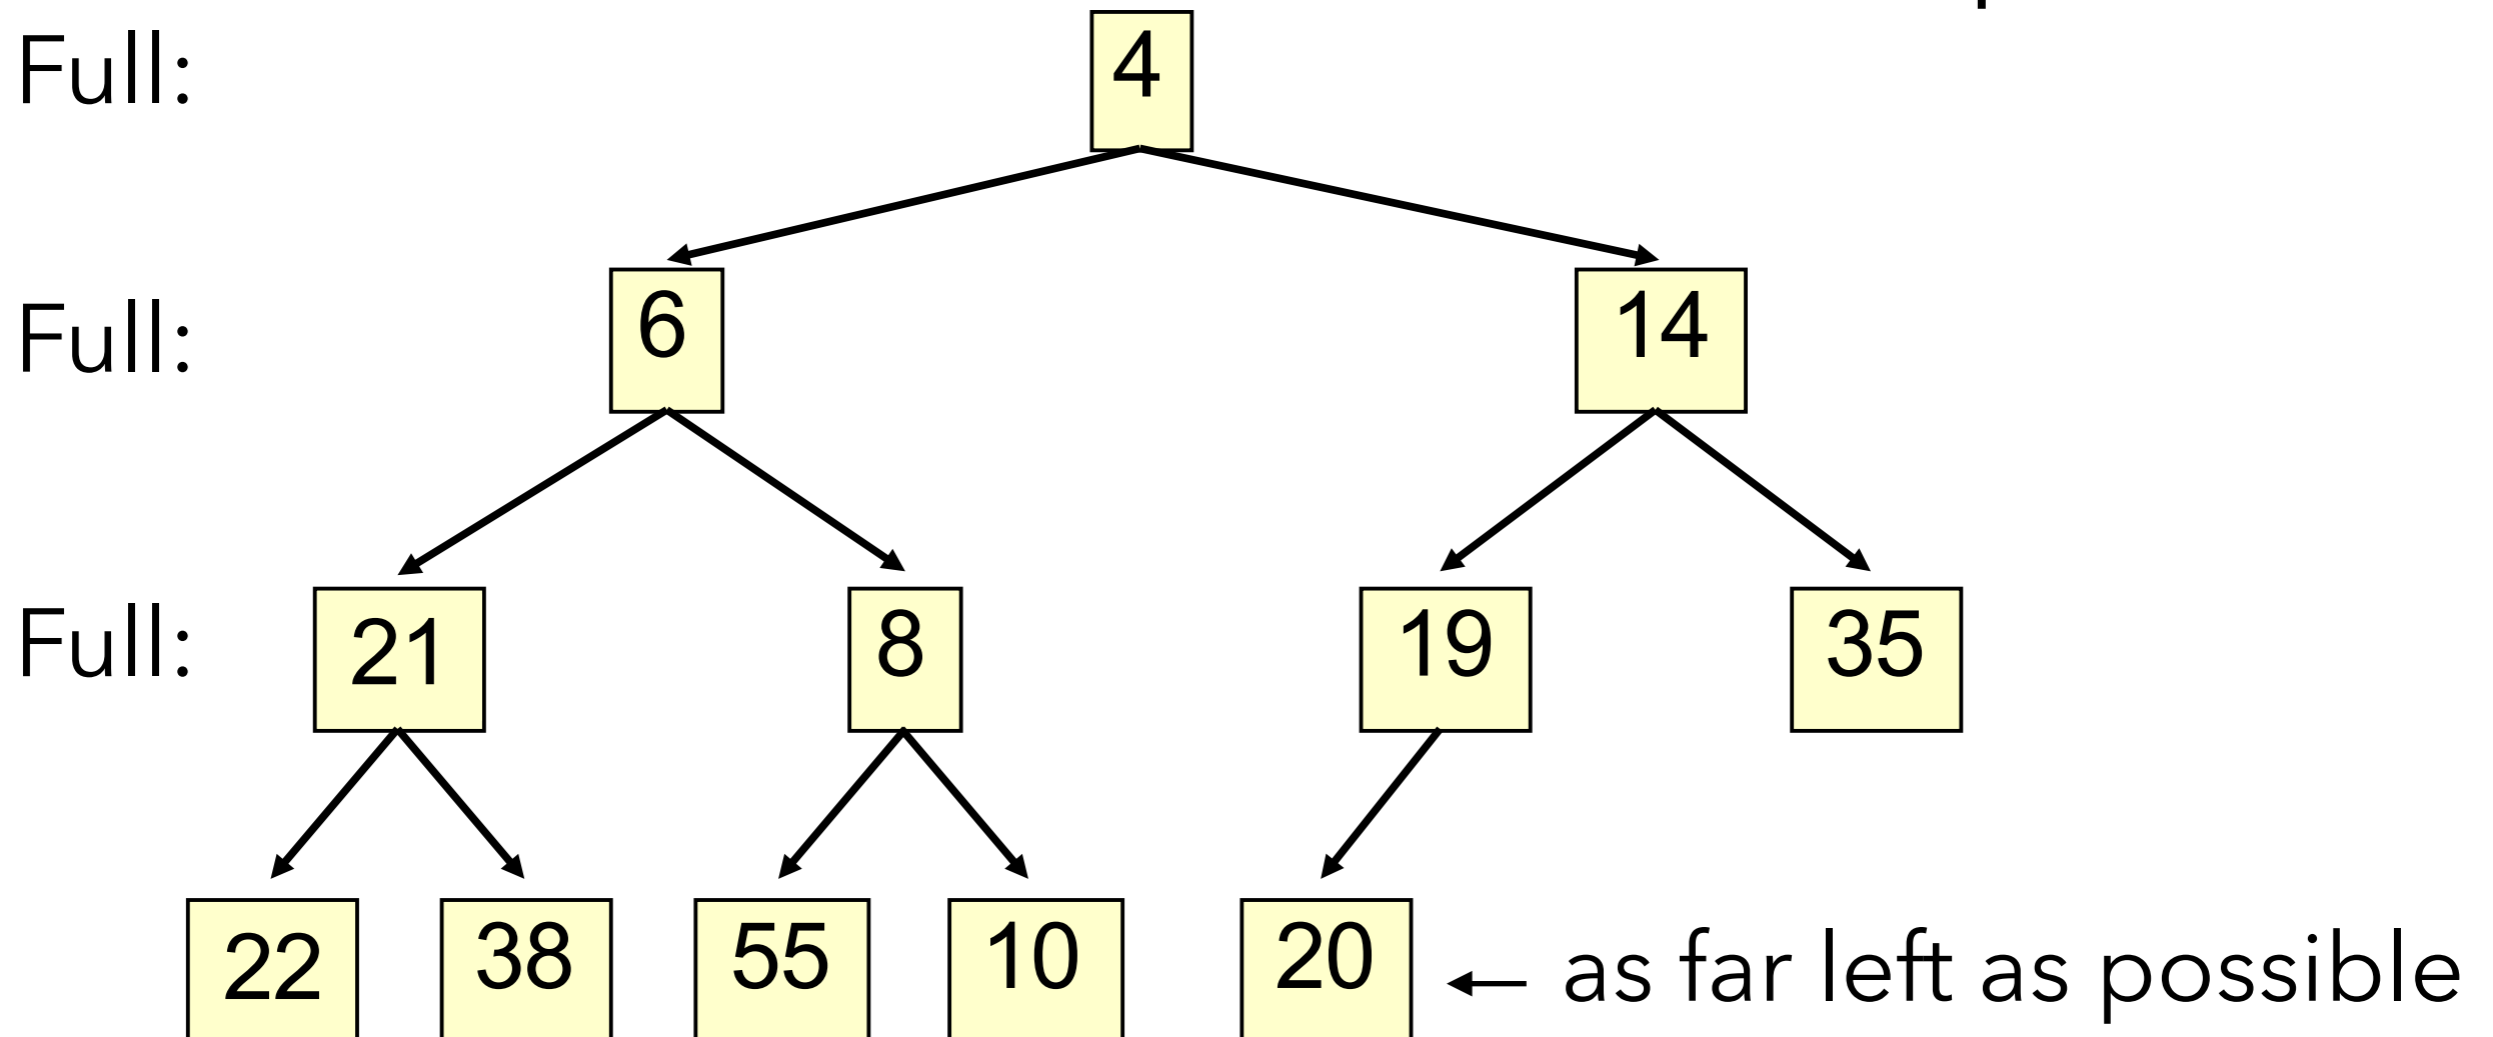 Full: 4
Full: 6 14
Full: 21 8 19 35
22 38 55 10 20 ← as far left as possible